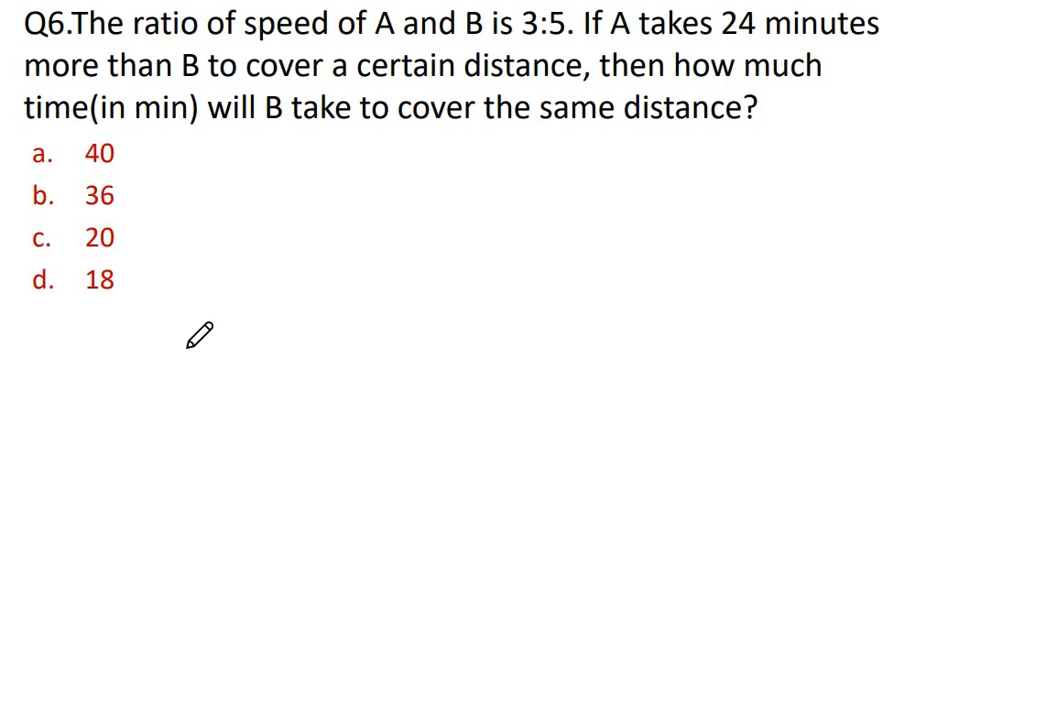 Q6.The ratio of speed of A and B is 3:5. If A takes 24 minutes
more than B to cover a certain distance, then how much
time(in min) will B take to cover the same distance?
a. 40
b. 36
c. 20
d. 18